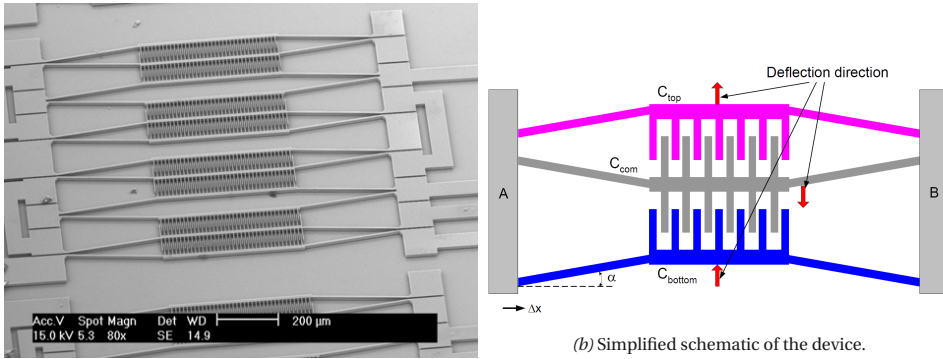 Acc.V Spot Magn Det WD 200 µm
15.0 kV 5.3 80x SE 14.9
Deflection direction
C_top
C_com
A
B
C_bottom
α
Δx
(b) Simplified schematic of the device.